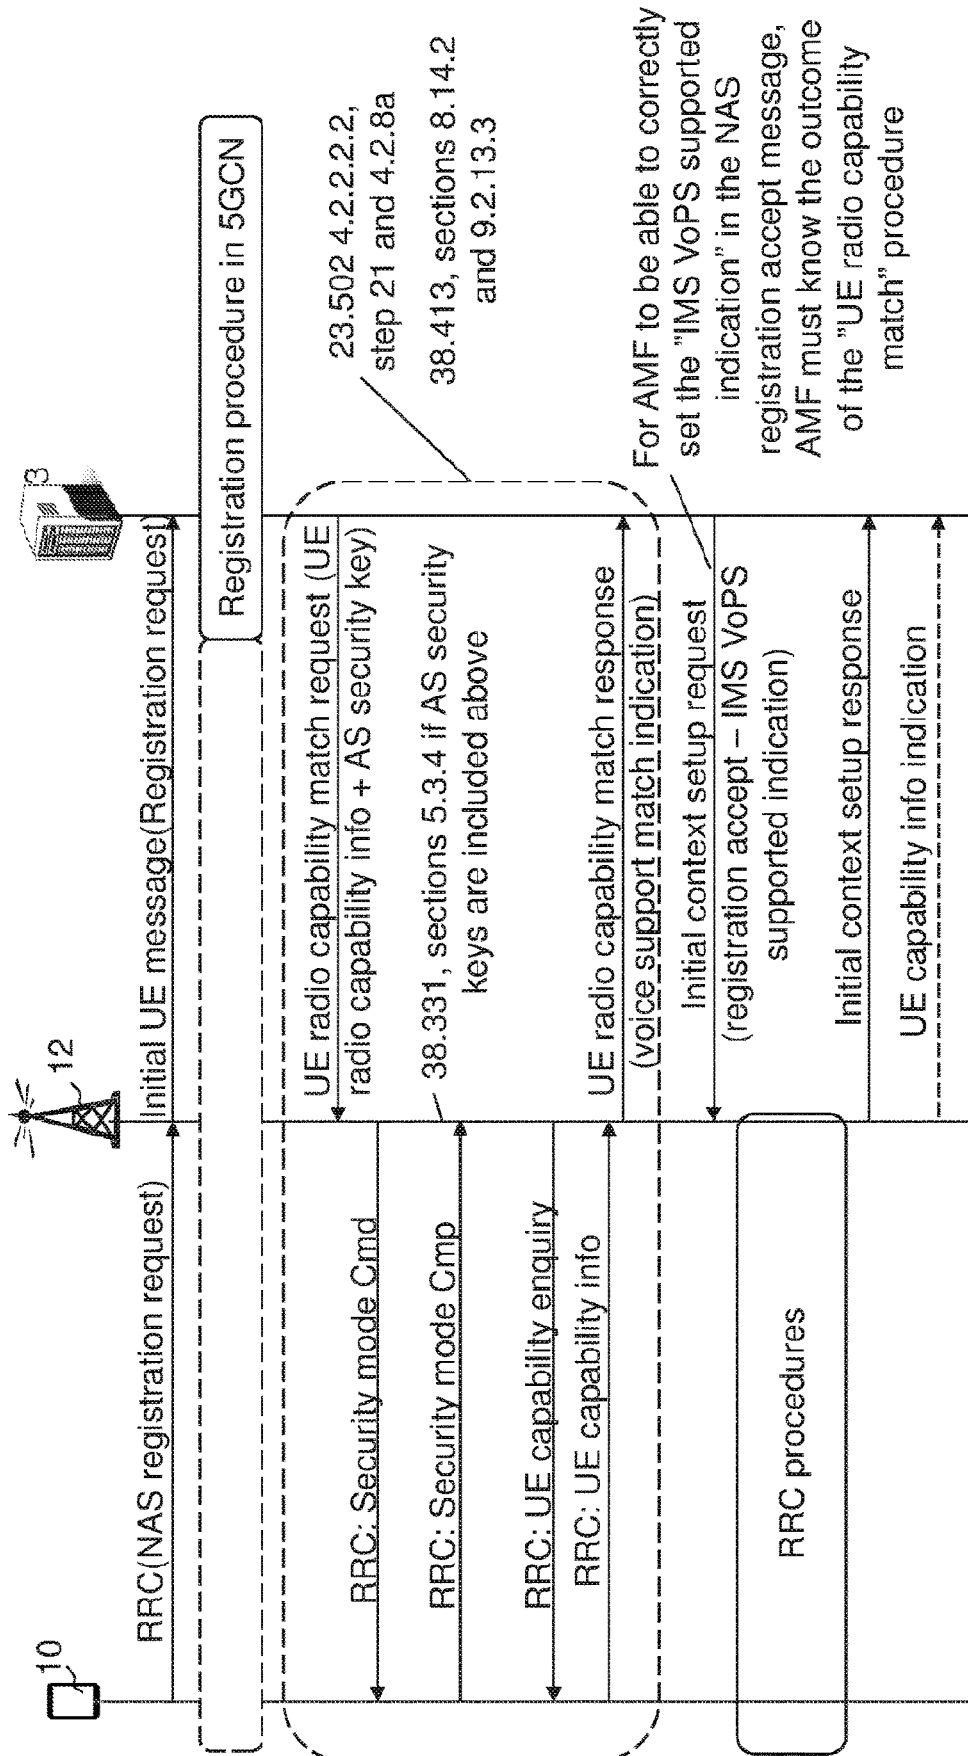 10
12
3
RRC(NAS registration request)
Initial UE message(Registration request)
Registration procedure in 5GCN
23.502 4.2.2.2.2,
step 21 and 4.2.8a
38.413, sections 8.14.2
and 9.2.13.3
UE radio capability match request (UE
radio capability info + AS security key)
RRC: Security mode Cmd
38.331, sections 5.3.4 if AS security
keys are included above
RRC: Security mode Cmp
RRC: UE capability enquiry
RRC: UE capability info
UE radio capability match response
(voice support match indication)
For AMF to be able to correctly
set the "IMS VoPS supported
indication" in the NAS
registration accept message,
AMF must know the outcome
of the "UE radio capability
match" procedure
Initial context setup request
(registration accept – IMS VoPS
supported indication)
RRC procedures
Initial context setup response
UE capability info indication